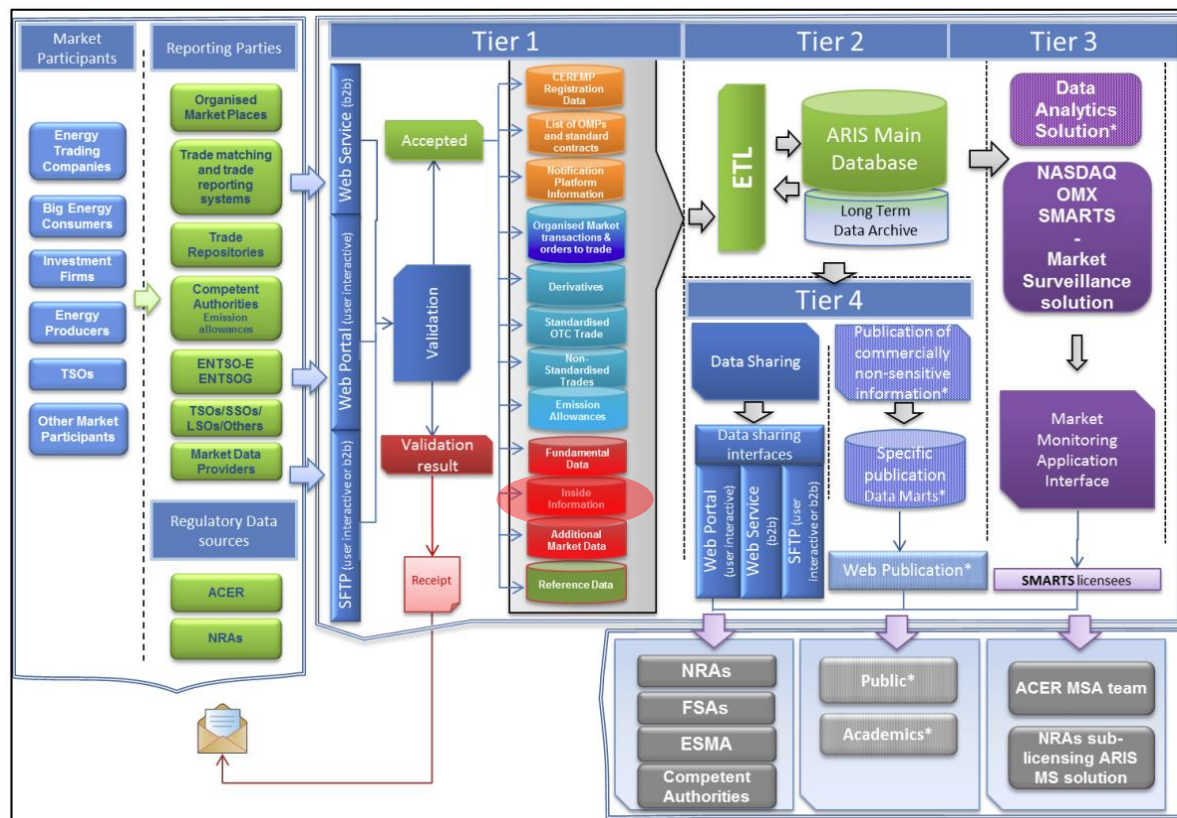 Market
Participants
Energy
Trading
Companies
Big Energy
Consumers
Investment
Firms
Energy
Producers
TSOs
Other Market
Participants
Reporting Parties
Organised
Market Places
Trade matching
and trade
reporting
systems
Trade
Repositories
Competent
Authorities
Emission
allowances
ENTSO-E
ENTSOG
TSOs/SSOs/
LSOs/Others
Market Data
Providers
Regulatory Data
sources
ACER
NRAs
Tier 1
Web Service (b2b)
Web Portal (user interactive)
SFTP (user interactive or b2b)
Accepted
Validation
Validation
result
Receipt
CEREMP
Registration
Data
List of OMPs
and standard
contracts
Notification
Platform
Information
Organised Market
transactions &
orders to trade
Derivatives
Standardised
OTC Trade
Non-
Standardised
Trades
Emission
Allowances
Fundamental
Data
Inside
Information
Additional
Market Data
Reference Data
Tier 2
ETL
ARIS Main
Database
Long Term
Data Archive
Tier 3
Data
Analytics
Solution*
NASDAQ
OMX
SMARTS
-
Market
Surveillance
solution
Market
Monitoring
Application
Interface
SMARTS licensees
Tier 4
Data Sharing
Data sharing
interfaces
Web Portal
(user interactive)
Web Service
(b2b)
SFTP (user
interactive or b2b)
Publication of
commercially
non-sensitive
information*
Specific
publication
Data Marts*
Web Publication*
NRAs
FSAs
ESMA
Competent
Authorities
Public*
Academics*
ACER MSA team
NRAs sub-
licensing ARIS
MS solution